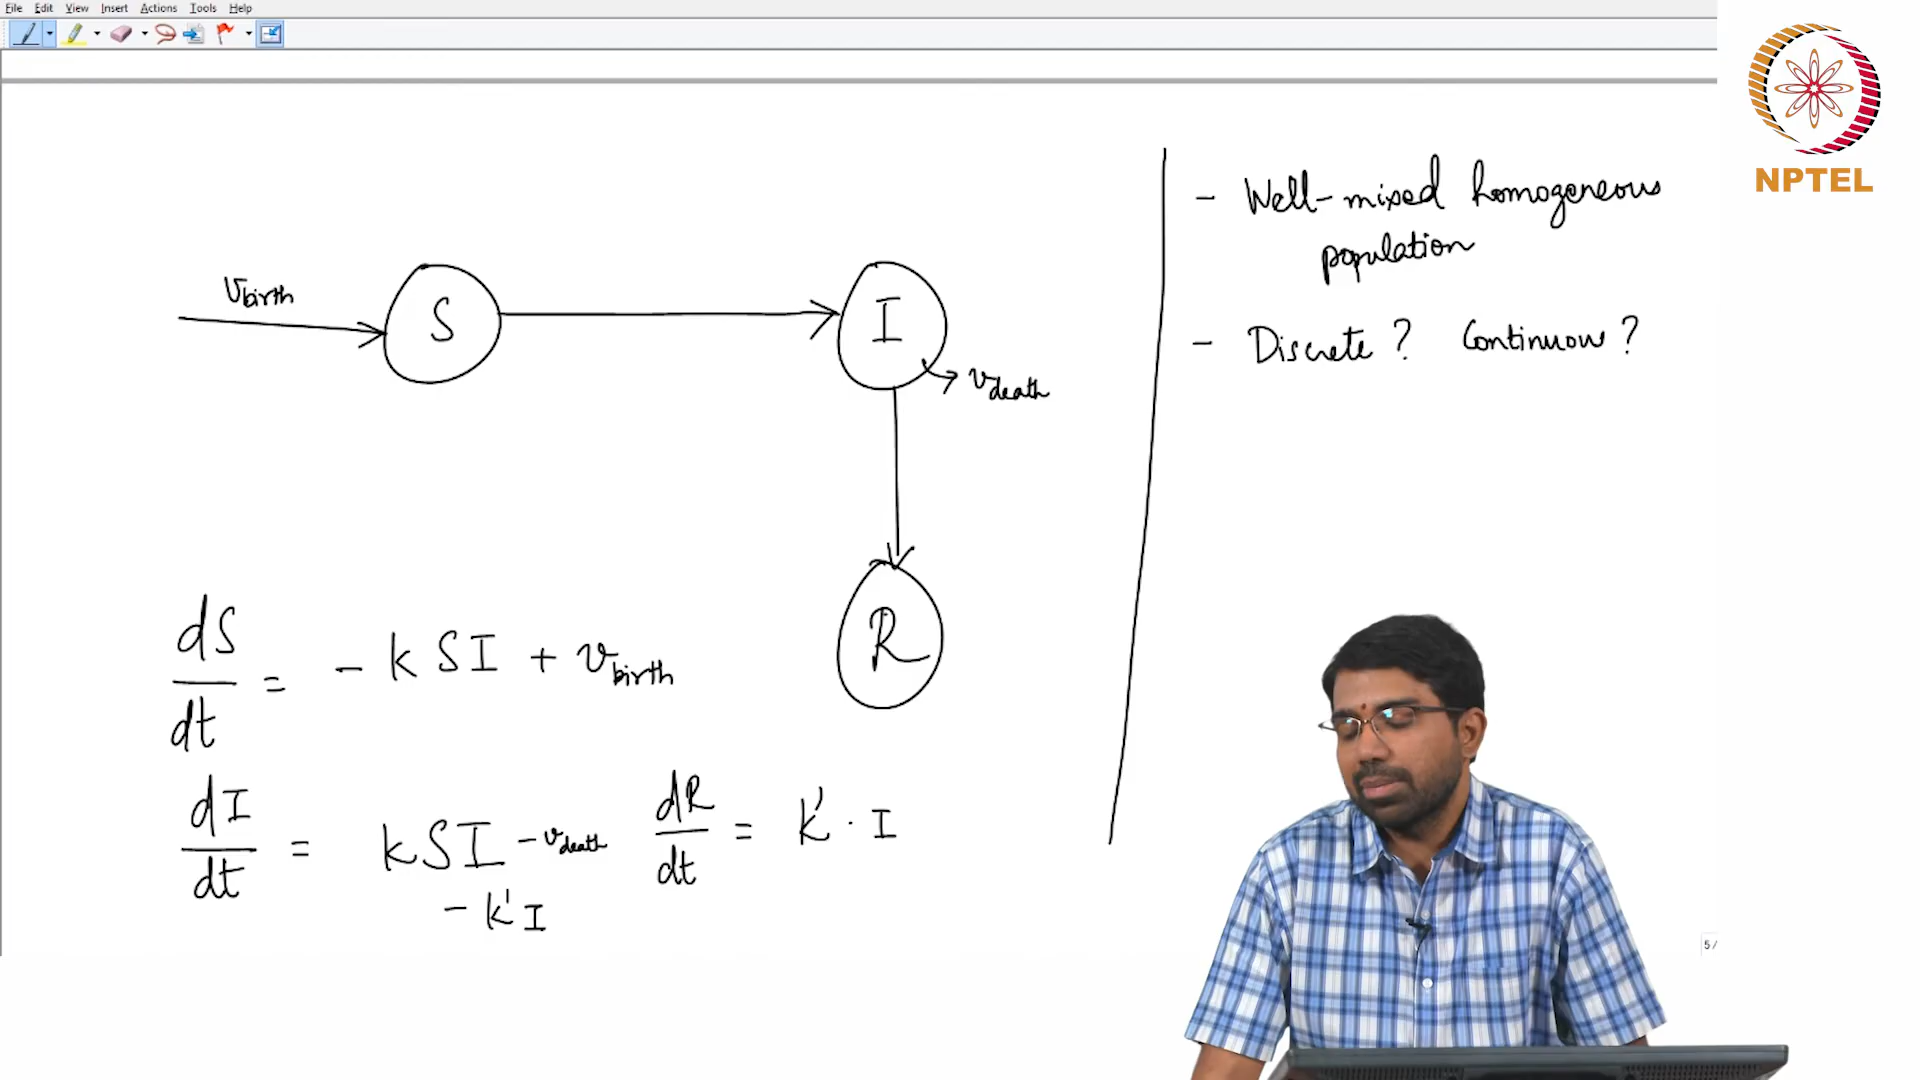 File Edit View Insert Actions Tools Help
NPTEL
- Well-mixed homogeneous
population
- Discrete ? Continuous ?
v_birth
S
I
v_death
R
dS/dt = - k S I + v_birth
dI/dt = k S I - v_death
- k' I
dR/dt = k' · I
5 /